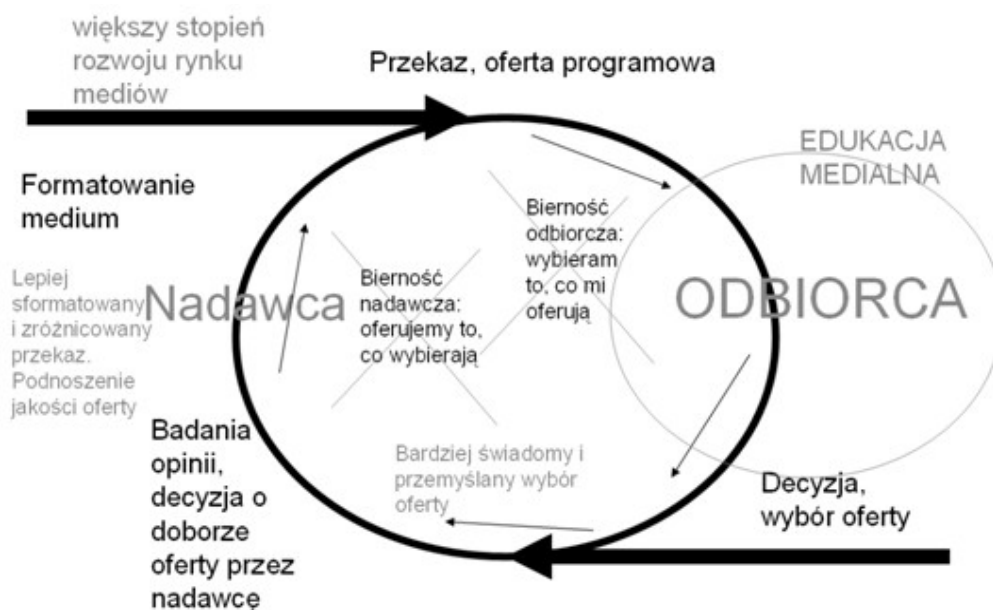 większy stopień
rozwoju rynku
mediów
Przekaz, oferta programowa
EDUKACJA
MEDIALNA
Formatowanie
medium
Bierność
odbiorcza:
wybieram
to, co mi
oferują
Lepiej
sformatowany
i zróżnicowany
przekaz.
Podnoszenie
jakości oferty
Nadawca
Bierność
nadawcza:
oferujemy to,
co wybierają
ODBIORCA
Badania
opinii,
decyzja o
doborze
oferty przez
nadawcę
Bardziej świadomy i
przemyślany wybór
oferty
Decyzja,
wybór oferty